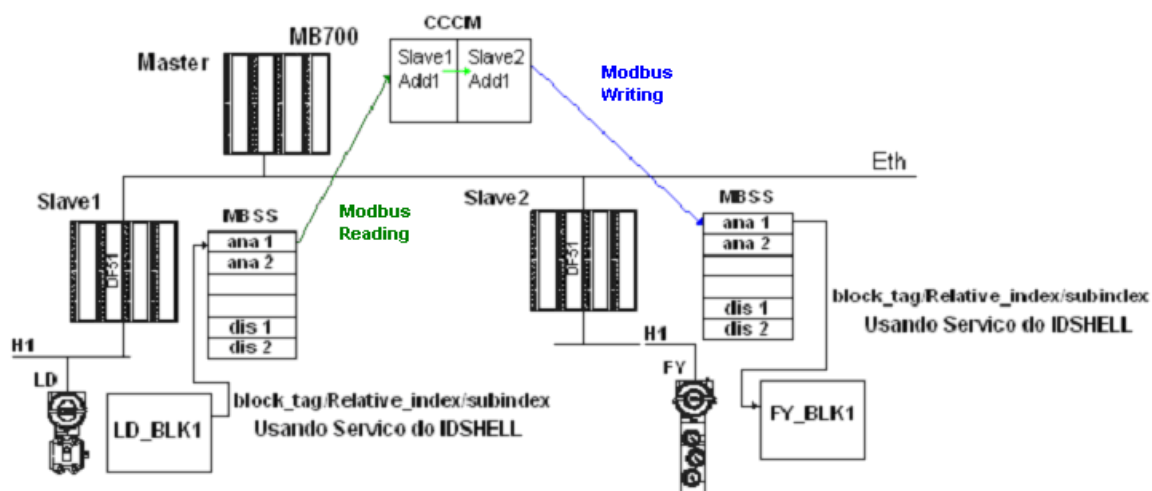 CCCM
MB700
Master
Slave1
Add1
Slave2
Add1
Modbus
Writing
Eth
Slave1
MBSS
ana 1
ana 2
dis 1
dis 2
DF51
Modbus
Reading
Slave2
MBSS
ana 1
ana 2
dis 1
dis 2
DF51
block_tag/Relative_index/subindex
Usando Servico do IDSHELL
H1
LD
LD_BLK1
block_tag/Relative_index/subindex
Usando Servico do IDSHELL
H1
FY
FY_BLK1